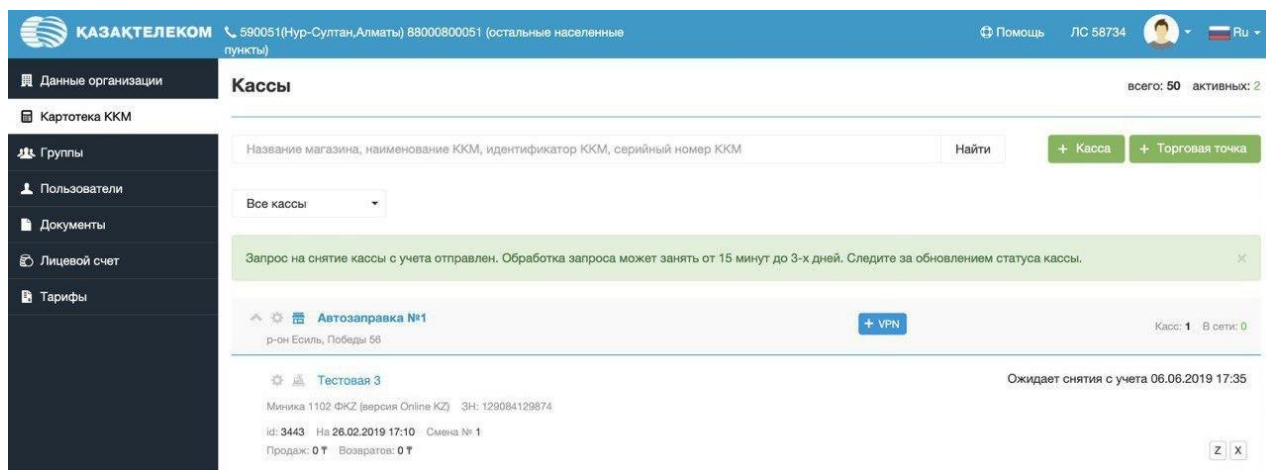 ҚАЗАҚТЕЛЕКОМ
590051(Нур-Султан,Алматы) 88000800051 (остальные населенные
пункты)
Помощь
ЛС 58734
Ru
Данные организации
Картотека ККМ
Группы
Пользователи
Документы
Лицевой счет
Тарифы
Кассы
всего: 50 активных: 2
Название магазина, наименование ККМ, идентификатор ККМ, серийный номер ККМ
Найти
+ Касса
+ Торговая точка
Все кассы
Запрос на снятие кассы с учета отправлен. Обработка запроса может занять от 15 минут до 3-х дней. Следите за обновлением статуса кассы.
×
Автозаправка №1
+ VPN
Касс: 1 В сети: 0
р-он Есиль, Победы 56
Тестовая 3
Ожидает снятия с учета 06.06.2019 17:35
Миника 1102 ФKZ (версия Online KZ) ЗН: 129084129874
id: 3443 На 26.02.2019 17:10 Смена № 1
Продаж: 0 ₸ Возвратов: 0 ₸
Z X